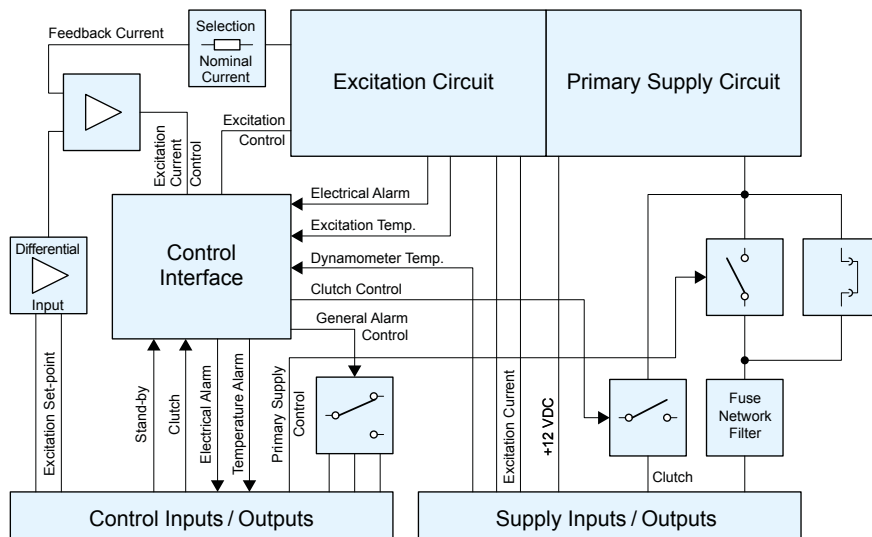 Feedback Current
Selection
Nominal
Current
Excitation Circuit
Primary Supply Circuit
Excitation
Control
Excitation
Current
Control
Electrical Alarm
Excitation Temp.
Dynamometer Temp.
Clutch Control
General Alarm
Control
Control
Interface
Differential
Input
Excitation Set-point
Stand-by
Clutch
Electrical Alarm
Temperature Alarm
Primary Supply
Control
Excitation Current
+12 VDC
Fuse
Network
Filter
Clutch
Control Inputs / Outputs
Supply Inputs / Outputs